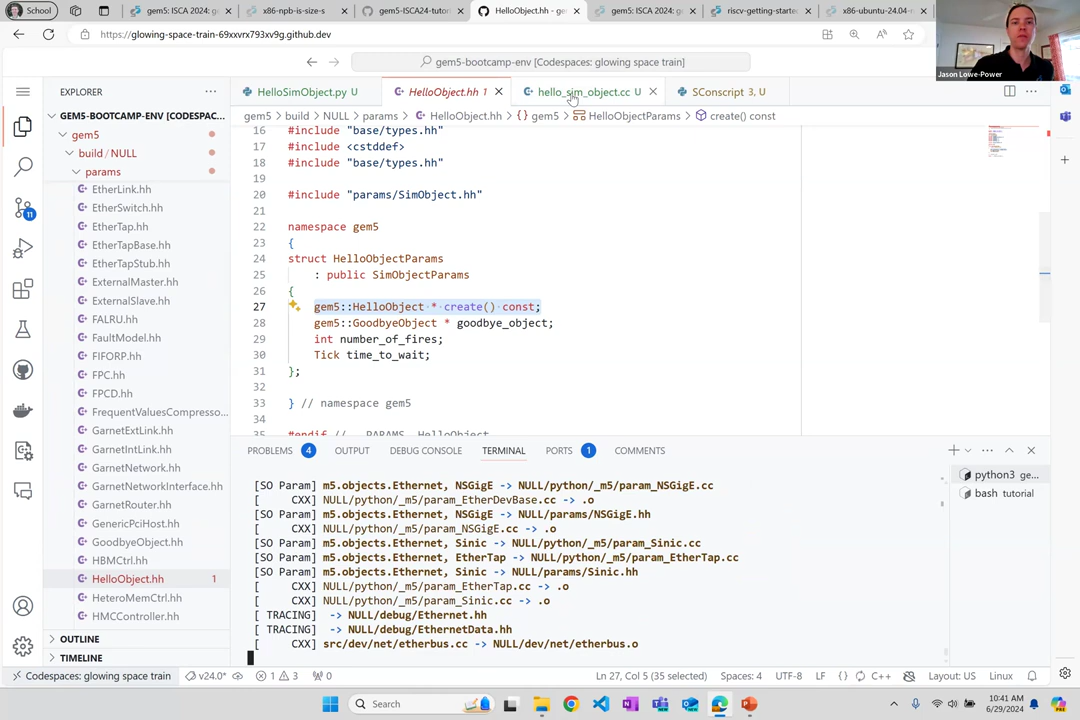 School
gem5: ISCA 2024: g
x86-npb-is-size-s
gem5-ISCA24-tutor
HelloObject.hh - ge
gem5: ISCA 2024: ge
riscv-getting-starte
x86-ubuntu-24.04-
https://glowing-space-train-69xxvrx793xv9g.github.dev
Jason Lowe-Power
gem5-bootcamp-env [Codespaces: glowing space train]
EXPLORER
HelloSimObject.py U
HelloObject.hh 1
hello_sim_object.cc U
SConscript 3, U
GEM5-BOOTCAMP-ENV [CODESPAC...
gem5 > build > NULL > params > HelloObject.hh > {} gem5 > HelloObjectParams > create() const
gem5
build / NULL
params
EtherLink.hh
EtherSwitch.hh
EtherTap.hh
EtherTapBase.hh
EtherTapStub.hh
ExternalMaster.hh
ExternalSlave.hh
FALRU.hh
FaultModel.hh
FIFORP.hh
FPC.hh
FPCD.hh
FrequentValuesCompresso...
GarnetExtLink.hh
GarnetIntLink.hh
GarnetNetwork.hh
GarnetNetworkInterface.hh
GarnetRouter.hh
GenericPciHost.hh
GoodbyeObject.hh
HBMCtrl.hh
HelloObject.hh 1
HeteroMemCtrl.hh
HMCController.hh
OUTLINE
TIMELINE
16 #include "base/types.hh"
17 #include <cstddef>
18 #include "base/types.hh"
19
20 #include "params/SimObject.hh"
21
22 namespace gem5
23 {
24 struct HelloObjectParams
25 : public SimObjectParams
26 {
27 gem5::HelloObject * create() const;
28 gem5::GoodbyeObject * goodbye_object;
29 int number_of_fires;
30 Tick time_to_wait;
31 };
32
33 } // namespace gem5
34
35 #endif // __PARAMS__HelloObject__
PROBLEMS 4 OUTPUT DEBUG CONSOLE TERMINAL PORTS 1 COMMENTS
[SO Param] m5.objects.Ethernet, NSGigE -> NULL/python/_m5/param_NSGigE.cc
[ CXX] NULL/python/_m5/param_EtherDevBase.cc -> .o
[SO Param] m5.objects.Ethernet, NSGigE -> NULL/params/NSGigE.hh
[ CXX] NULL/python/_m5/param_NSGigE.cc -> .o
[SO Param] m5.objects.Ethernet, Sinic -> NULL/python/_m5/param_Sinic.cc
[SO Param] m5.objects.Ethernet, EtherTap -> NULL/python/_m5/param_EtherTap.cc
[SO Param] m5.objects.Ethernet, Sinic -> NULL/params/Sinic.hh
[ CXX] NULL/python/_m5/param_EtherTap.cc -> .o
[ CXX] NULL/python/_m5/param_Sinic.cc -> .o
[ TRACING] -> NULL/debug/Ethernet.hh
[ TRACING] -> NULL/debug/EthernetData.hh
[ CXX] src/dev/net/etherbus.cc -> NULL/dev/net/etherbus.o
python3 ge...
bash tutorial
11
Codespaces: glowing space train v24.0* 1 3 0 Ln 27, Col 5 (35 selected) Spaces: 4 UTF-8 LF {} C++ Layout: US Linux
Search
10:41 AM
6/29/2024